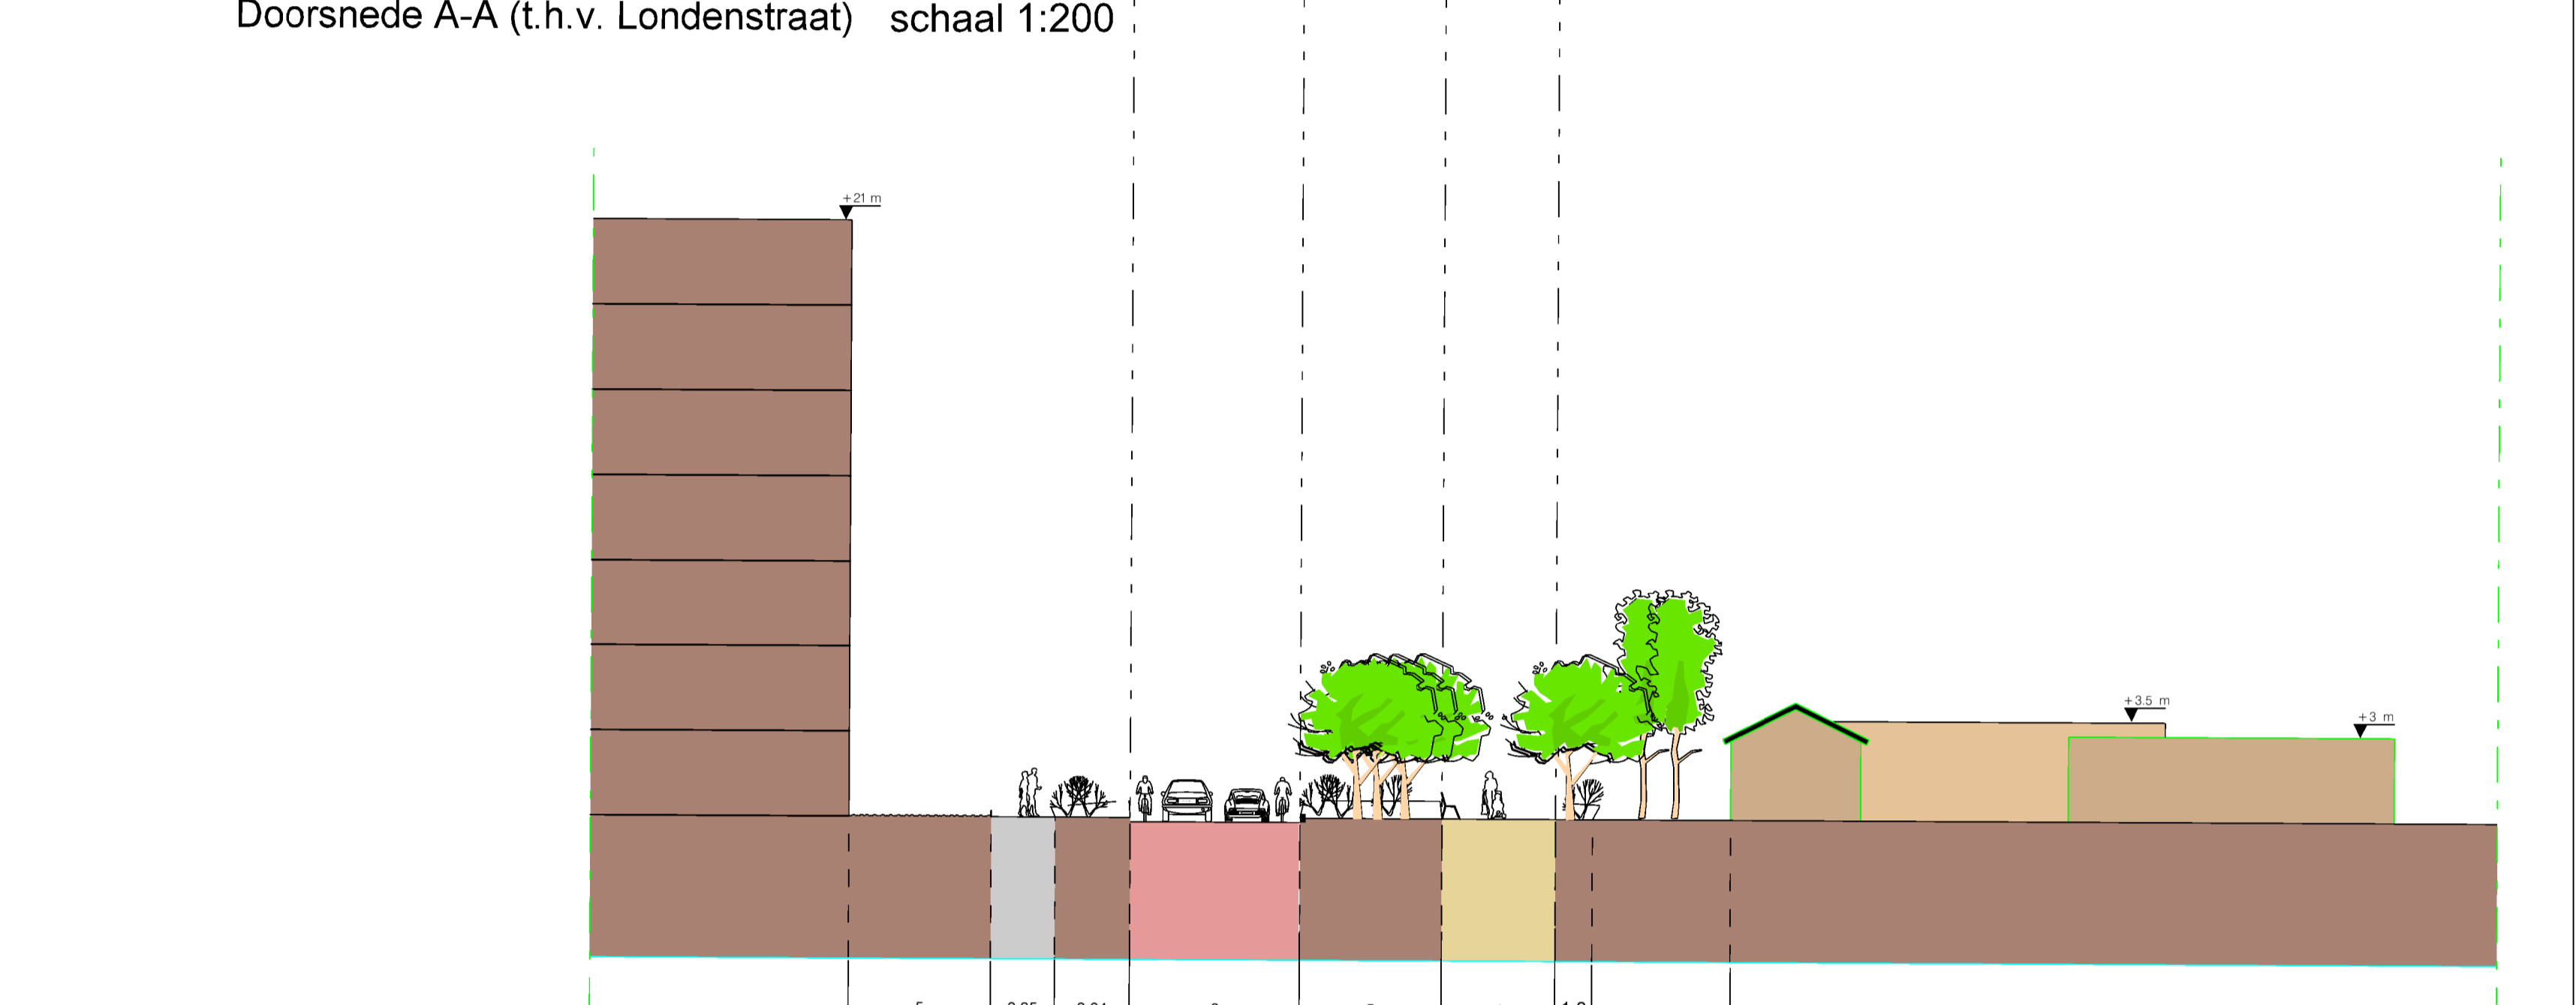 Doorsnede A-A (t.h.v. Londenstraat) schaal 1:200
+21 m
+3.5 m
+3 m